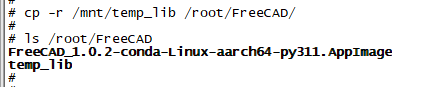 #
# cp -r /mnt/temp_lib /root/FreeCAD/
#
# ls /root/FreeCAD
FreeCAD_1.0.2-conda-Linux-aarch64-py311.AppImage
temp_lib
#